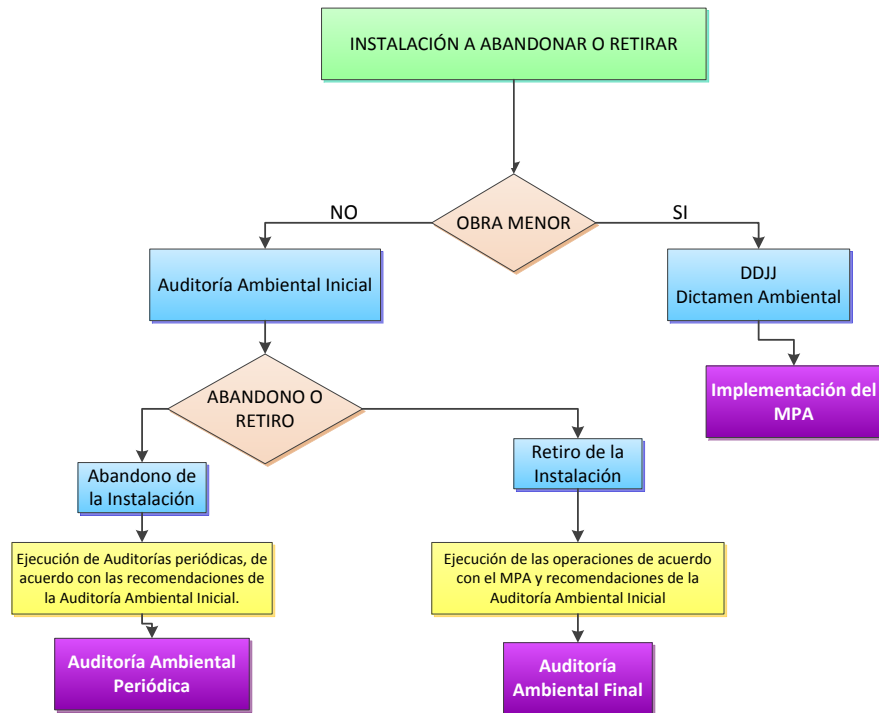 INSTALACIÓN A ABANDONAR O RETIRAR
OBRA MENOR
NO
SI
Auditoría Ambiental Inicial
DDJJ
Dictamen Ambiental
Implementación del
MPA
ABANDONO O
RETIRO
Abandono de
la Instalación
Retiro de la
Instalación
Ejecución de Auditorías periódicas, de
acuerdo con las recomendaciones de
la Auditoría Ambiental Inicial.
Ejecución de las operaciones de acuerdo
con el MPA y recomendaciones de la
Auditoría Ambiental Inicial
Auditoría Ambiental
Periódica
Auditoría
Ambiental Final